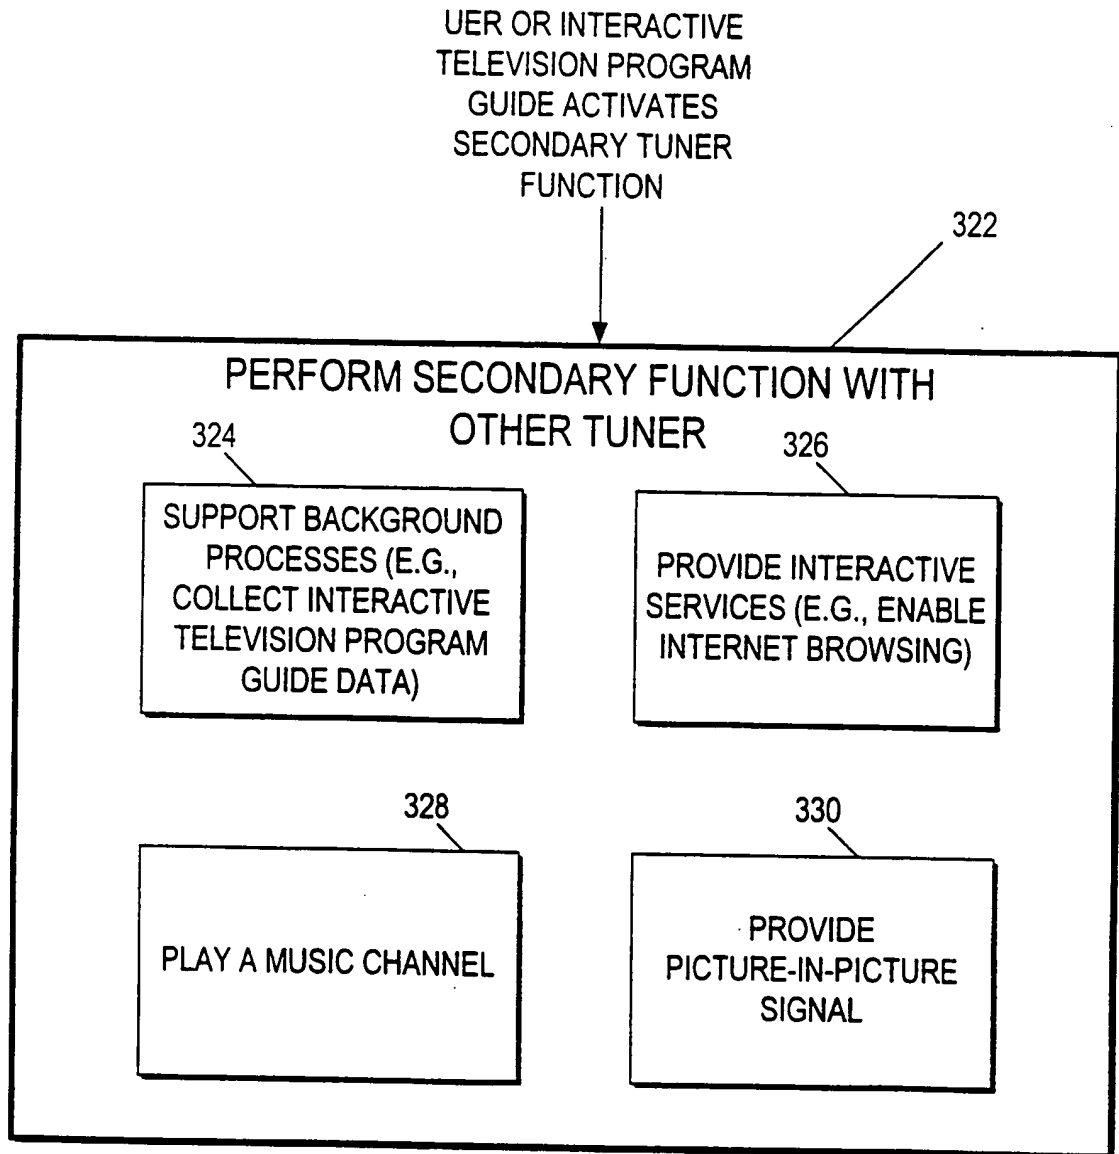 UER OR INTERACTIVE
TELEVISION PROGRAM
GUIDE ACTIVATES
SECONDARY TUNER
FUNCTION
322
PERFORM SECONDARY FUNCTION WITH
OTHER TUNER
324
SUPPORT BACKGROUND
PROCESSES (E.G.,
COLLECT INTERACTIVE
TELEVISION PROGRAM
GUIDE DATA)
326
PROVIDE INTERACTIVE
SERVICES (E.G., ENABLE
INTERNET BROWSING)
328
PLAY A MUSIC CHANNEL
330
PROVIDE
PICTURE-IN-PICTURE
SIGNAL